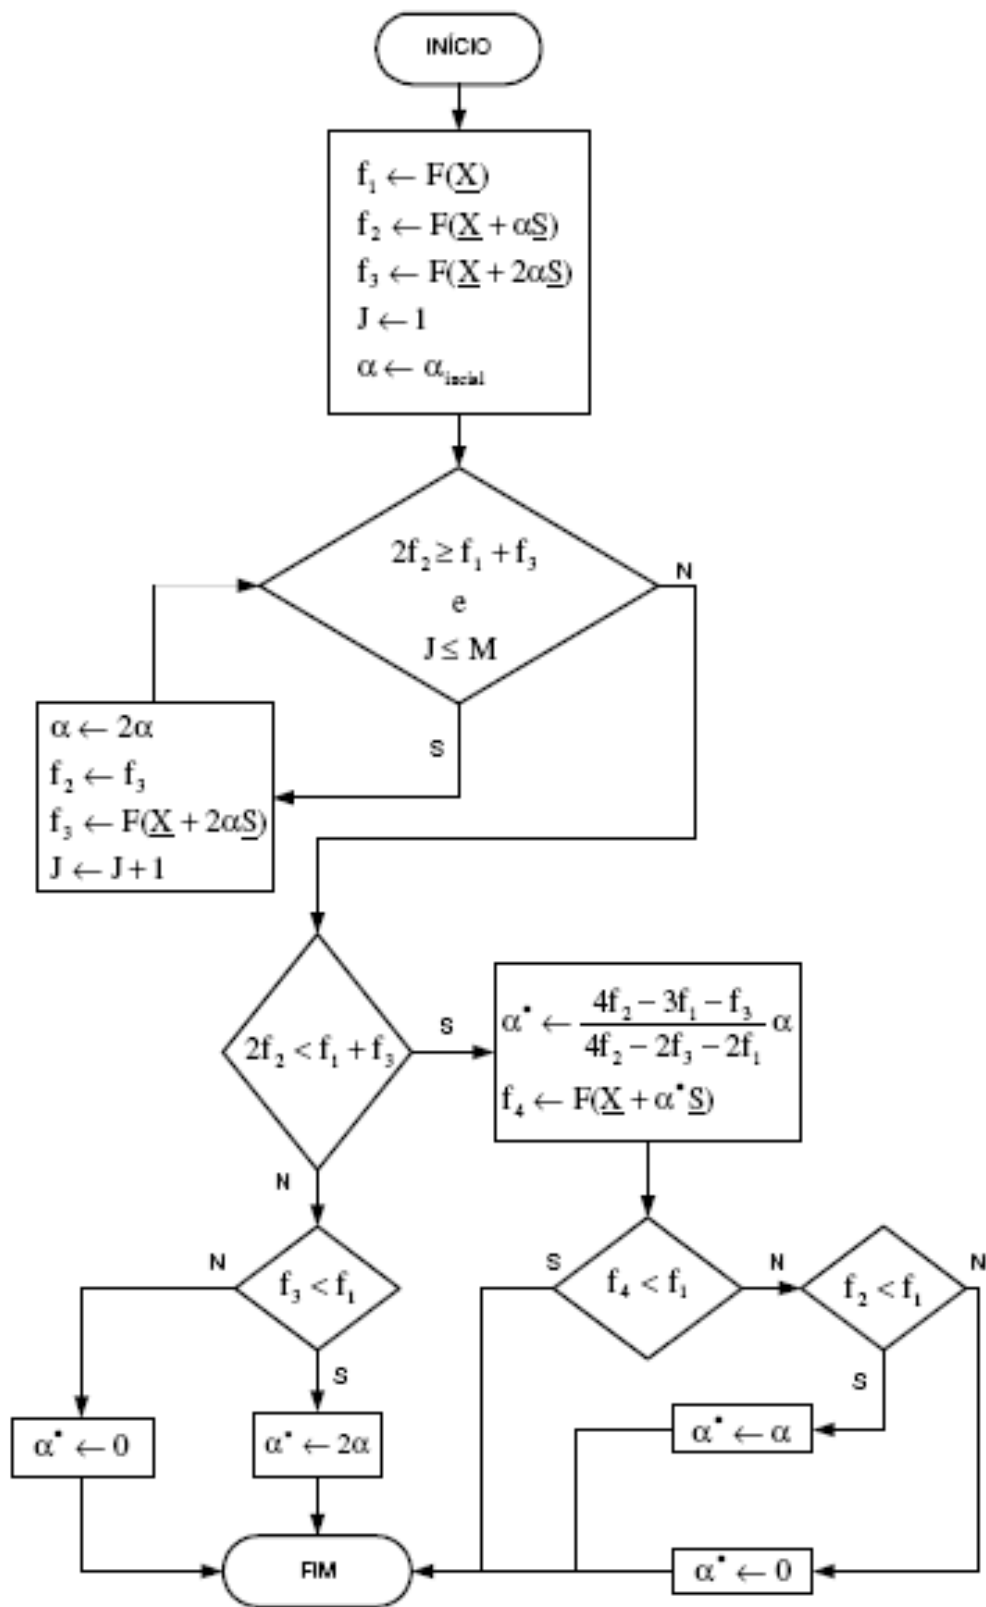 INÍCIO
f₁ ← F(X̲)
f₂ ← F(X̲ + αS̲)
f₃ ← F(X̲ + 2αS̲)
J ← 1
α ← α_incial
2f₂ ≥ f₁ + f₃
e
J ≤ M
N
S
α ← 2α
f₂ ← f₃
f₃ ← F(X̲ + 2αS̲)
J ← J + 1
2f₂ < f₁ + f₃
S
N
α* ← (4f₂ − 3f₁ − f₃)/(4f₂ − 2f₃ − 2f₁) α
f₄ ← F(X̲ + α*S̲)
N
f₃ < f₁
S
S
f₄ < f₁
N
f₂ < f₁
N
S
α* ← 0
α* ← 2α
α* ← α
FIM
α* ← 0